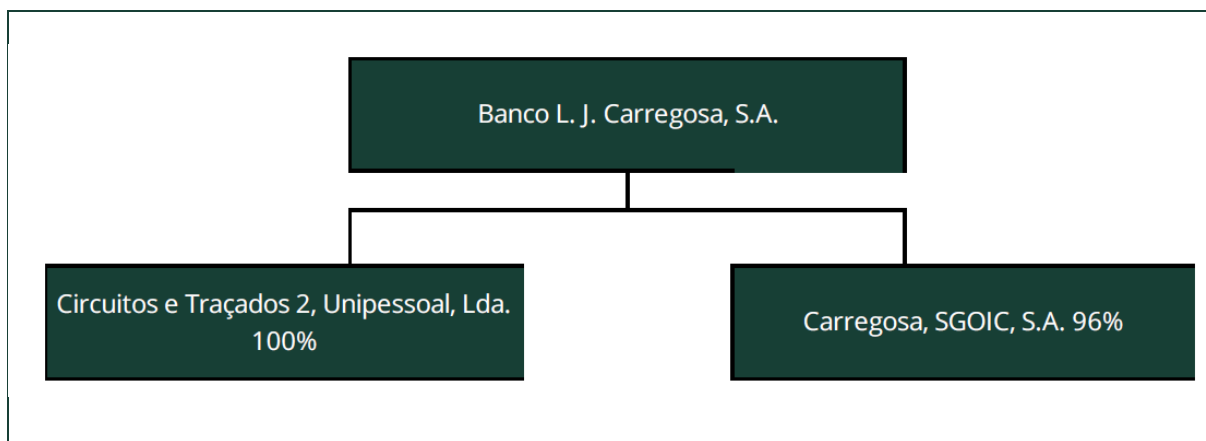 Banco L. J. Carregosa, S.A.
Circuitos e Traçados 2, Unipessoal, Lda.
100%
Carregosa, SGOIC, S.A. 96%